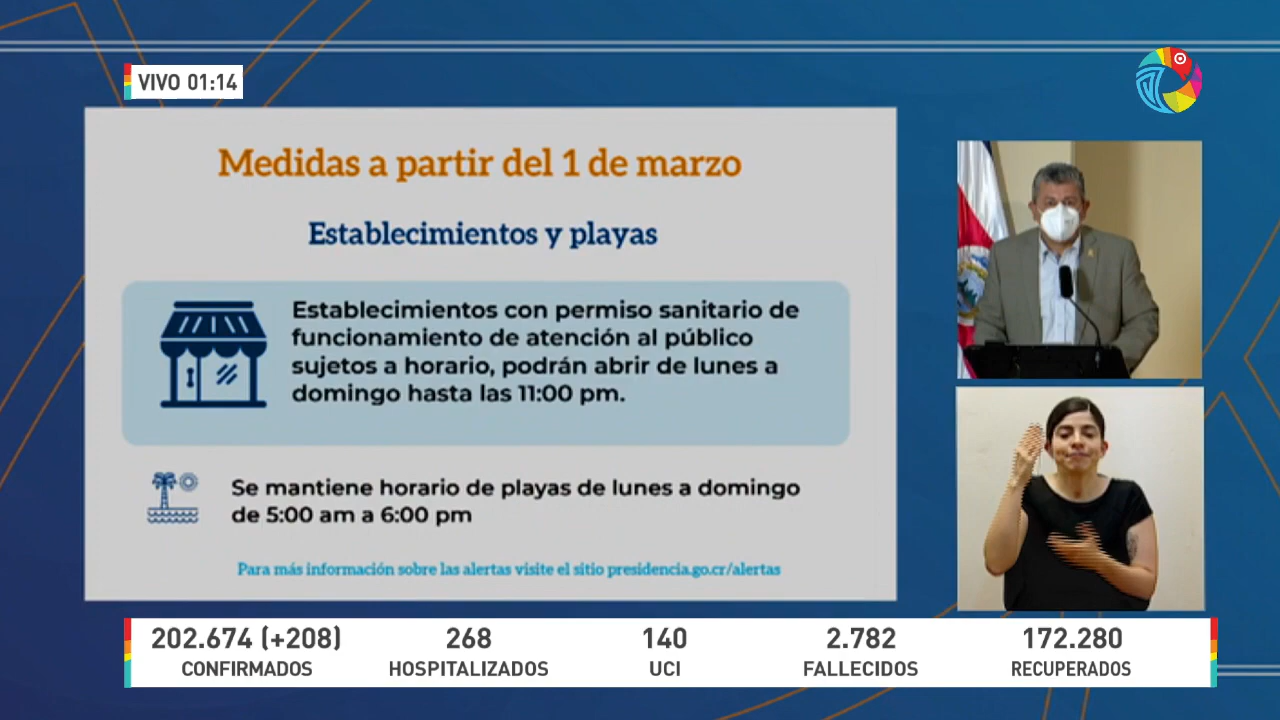 VIVO 01:14
Medidas a partir del 1 de marzo
Establecimientos y playas
Establecimientos con permiso sanitario de
funcionamiento de atención al público
sujetos a horario, podrán abrir de lunes a
domingo hasta las 11:00 pm.
Se mantiene horario de playas de lunes a domingo
de 5:00 am a 6:00 pm
Para más información sobre las alertas visite el sitio presidencia.go.cr/alertas
202.674 (+208) 268 140 2.782 172.280
CONFIRMADOS HOSPITALIZADOS UCI FALLECIDOS RECUPERADOS